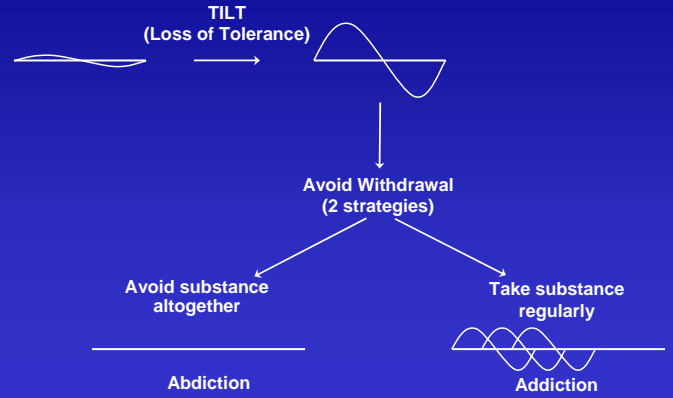 TILT
(Loss of Tolerance)
Avoid Withdrawal
(2 strategies)
Avoid substance
altogether
Take substance
regularly
Abdiction
Addiction